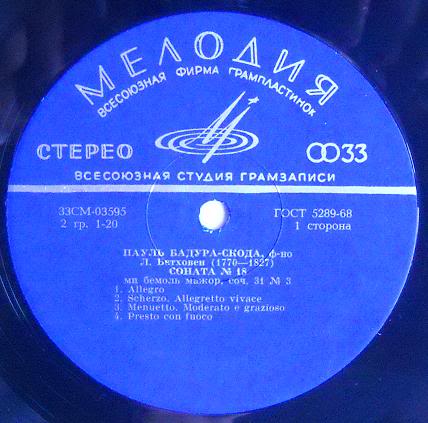 МЕЛОДИЯ
ВСЕСОЮЗНАЯ ФИРМА ГРАМПЛАСТИНОК
СТЕРЕО 33
ВСЕСОЮЗНАЯ СТУДИЯ ГРАМЗАПИСИ
33СМ-03595 ГОСТ 5289-68
2 гр. 1-20 1 сторона
ПАУЛЬ БАДУРА-СКОДА, ф-но
Л. Бетховен (1770—1827)
СОНАТА № 18
ми бемоль мажор, соч. 31 № 3
1. Allegro
2. Scherzo. Allegretto vivace
3. Menuetto. Moderato e grazioso
4. Presto con fuoco